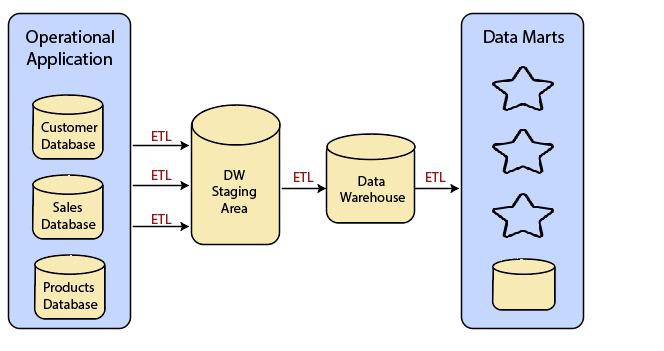 Operational
Application
Customer
Database
Sales
Database
Products
Database
ETL
ETL
ETL
DW
Staging
Area
ETL
Data
Warehouse
ETL
Data Marts